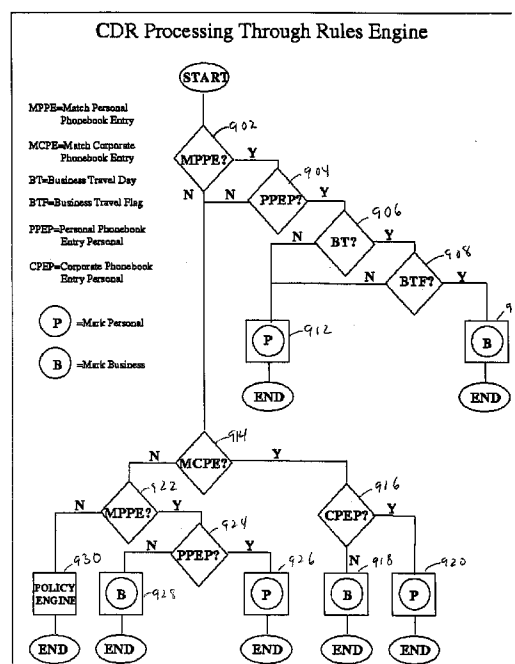 CDR Processing Through Rules Engine
START
MPPE=Match Personal
Phonebook Entry
MCPE=Match Corporate
Phonebook Entry
BT=Business Travel Day
BTF=Business Travel Flag
PPEP=Personal Phonebook
Entry Personal
CPEP=Corporate Phonebook
Entry Personal
P =Mark Personal
B =Mark Business
902
MPPE?
Y
904
N
N
PPEP?
Y
906
N
BT?
Y
908
N
BTF?
Y
P
912
B
9
END
END
914
N
MCPE?
Y
922
916
N
MPPE?
Y
924
CPEP?
Y
930
N
PPEP?
Y
926
N
918
920
POLICY
ENGINE
B
928
P
B
P
END
END
END
END
END